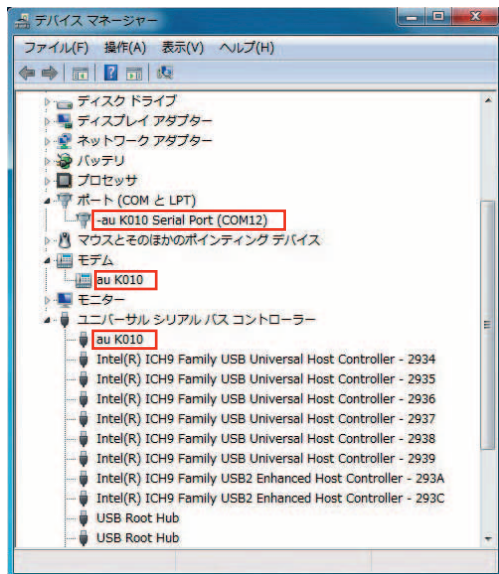 デバイス マネージャー
ファイル(F) 操作(A) 表示(V) ヘルプ(H)
ディスク ドライブ
ディスプレイ アダプター
ネットワーク アダプター
バッテリ
プロセッサ
ポート (COM と LPT)
-au K010 Serial Port (COM12)
マウスとそのほかのポインティング デバイス
モデム
au K010
モニター
ユニバーサル シリアル バス コントローラー
au K010
Intel(R) ICH9 Family USB Universal Host Controller - 2934
Intel(R) ICH9 Family USB Universal Host Controller - 2935
Intel(R) ICH9 Family USB Universal Host Controller - 2936
Intel(R) ICH9 Family USB Universal Host Controller - 2937
Intel(R) ICH9 Family USB Universal Host Controller - 2938
Intel(R) ICH9 Family USB Universal Host Controller - 2939
Intel(R) ICH9 Family USB2 Enhanced Host Controller - 293A
Intel(R) ICH9 Family USB2 Enhanced Host Controller - 293C
USB Root Hub
USB Root Hub